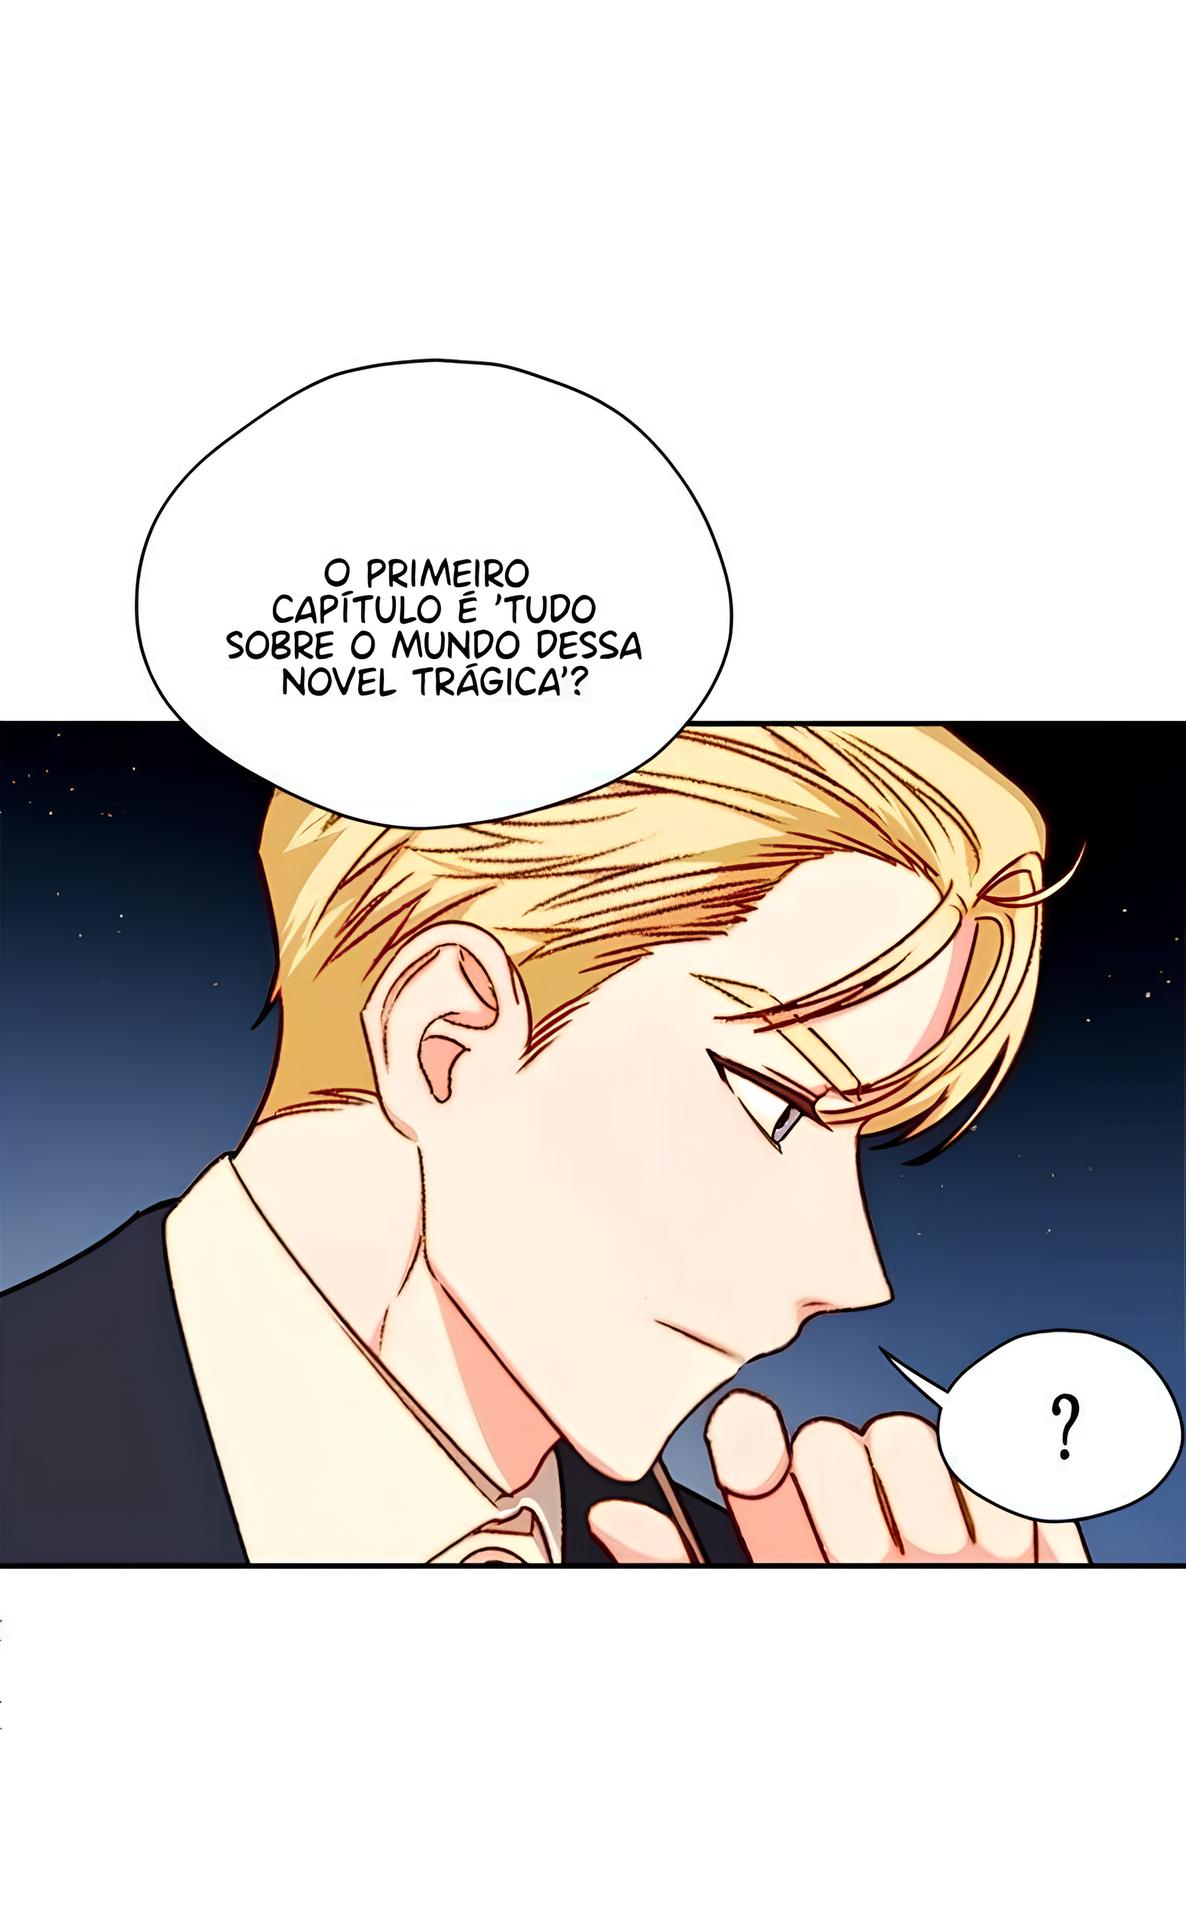 O PRIMEIRO
CAPÍTULO É 'TUDO
SOBRE O MUNDO DESSA
NOVEL TRÁGICA'?
?